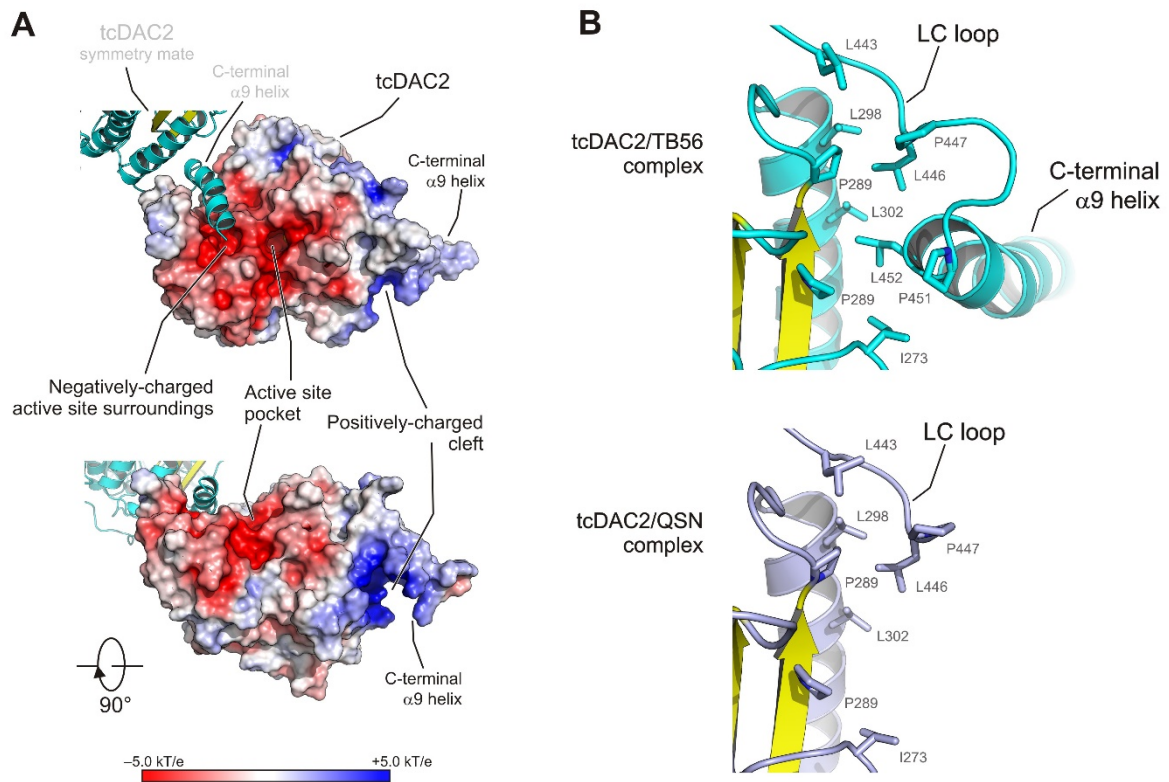 A
tcDAC2
symmetry mate
C-terminal
α9 helix
tcDAC2
C-terminal
α9 helix
Negatively-charged
active site surroundings
Active site
pocket
Positively-charged
cleft
C-terminal
α9 helix
90°
–5.0 kT/e
+5.0 kT/e
B
tcDAC2/TB56
complex
L443
LC loop
L298
P447
P289
L446
C-terminal
α9 helix
L302
L452
P451
P289
I273
tcDAC2/QSN
complex
L443
LC loop
L298
P447
P289
L446
L302
P289
I273